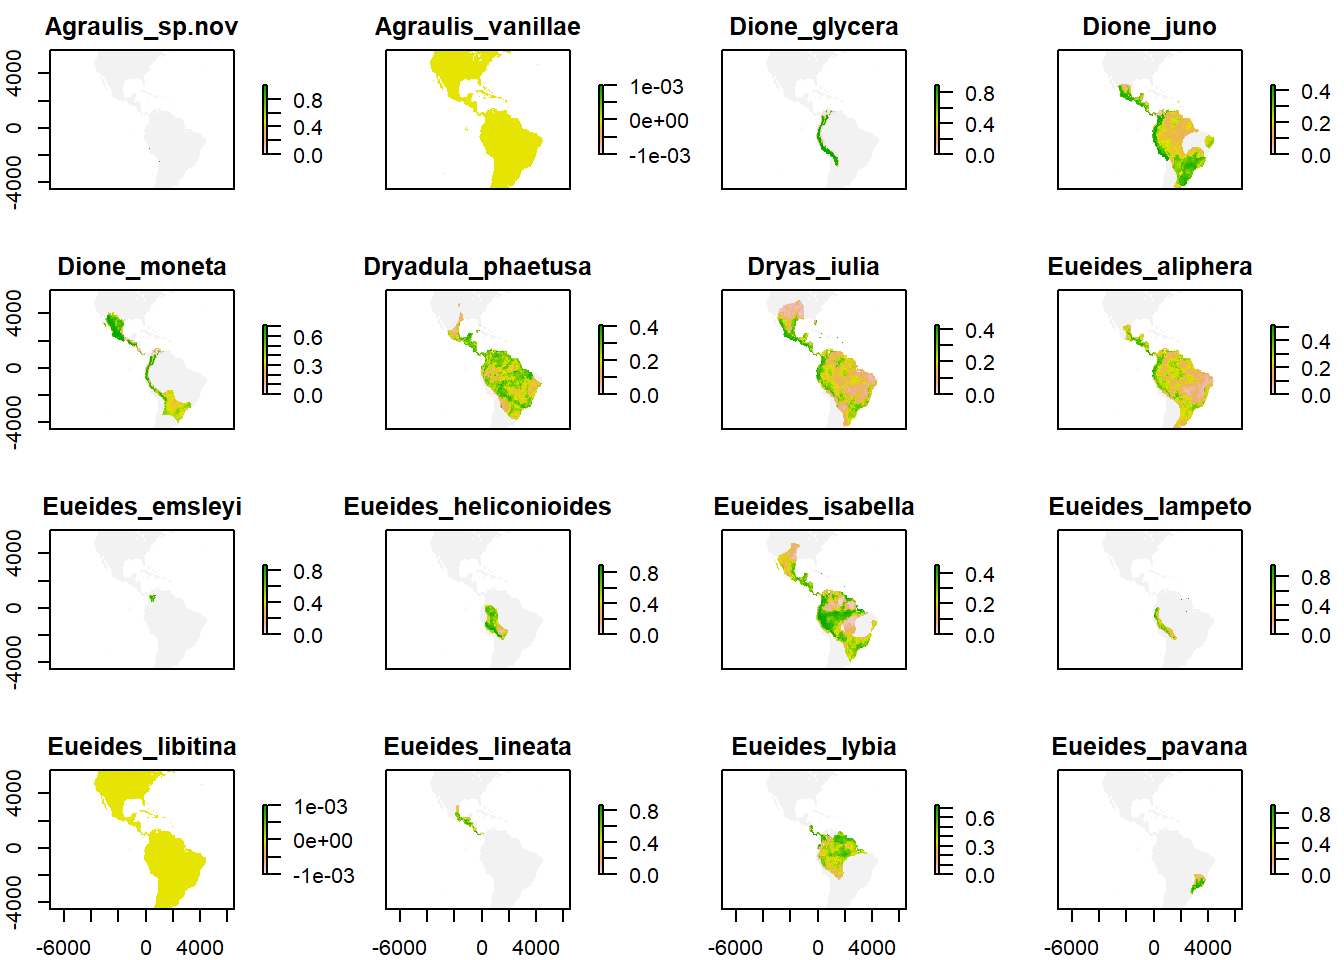 Agraulis_sp.nov Agraulis_vanillae Dione_glycera Dione_juno
4000 0 -4000
0.8 0.4 0.0
1e-03 0e+00 -1e-03
0.8 0.4 0.0
0.4 0.2 0.0
Dione_moneta Dryadula_phaetusa Dryas_iulia Eueides_aliphera
4000 0 -4000
0.6 0.3 0.0
0.4 0.2 0.0
0.4 0.2 0.0
0.4 0.2 0.0
Eueides_emsleyi Eueides_heliconioides Eueides_isabella Eueides_lampeto
4000 0 -4000
0.8 0.4 0.0
0.8 0.4 0.0
0.4 0.2 0.0
0.8 0.4 0.0
Eueides_libitina Eueides_lineata Eueides_lybia Eueides_pavana
4000 0 -4000
1e-03 0e+00 -1e-03
0.8 0.4 0.0
0.6 0.3 0.0
0.8 0.4 0.0
-6000 0 4000 -6000 0 4000 -6000 0 4000 -6000 0 4000